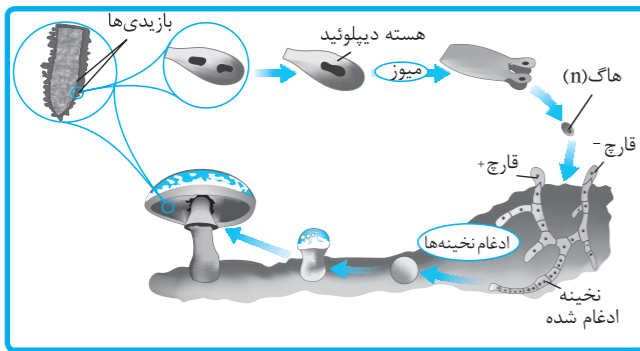 بازیدی‌ها
هسته دیپلوئید
میوز
هاگ(n)
قارچ-
قارچ+
ادغام نخینه‌ها
نخینه
ادغام شده